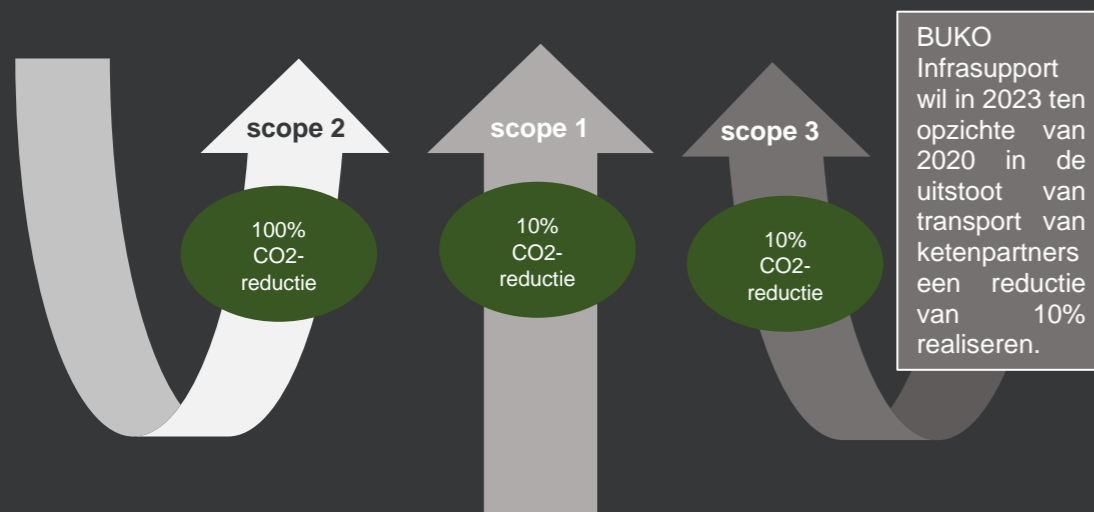 scope 2
100%
CO2-
reductie
scope 1
10%
CO2-
reductie
scope 3
10%
CO2-
reductie
BUKO
Infrasupport
wil in 2023 ten
opzichte van
2020 in de
uitstoot van
transport van
ketenpartners
een reductie
van 10%
realiseren.